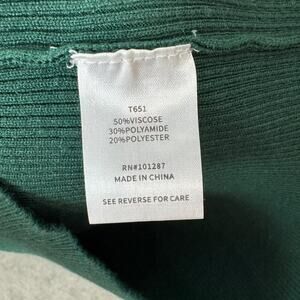 T651
50%VISCOSE
30%POLYAMIDE
20%POLYESTER
RN#101287
MADE IN CHINA
SEE REVERSE FOR CARE